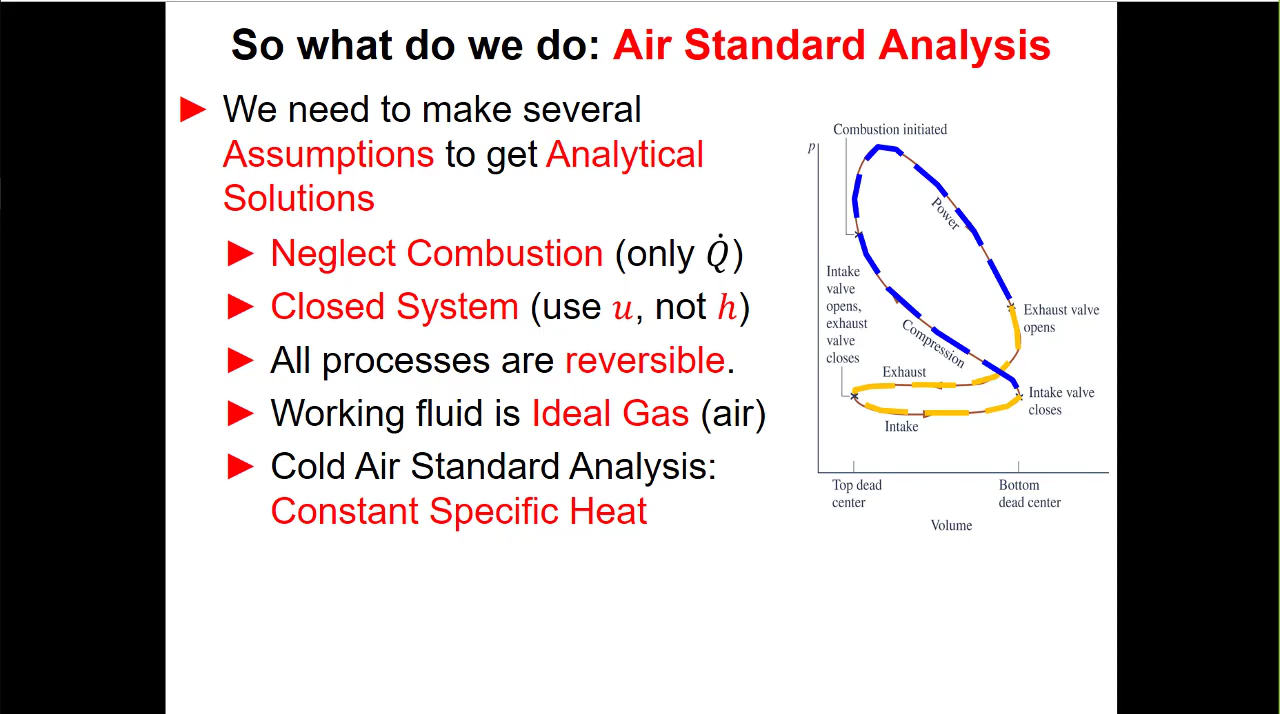 So what do we do: Air Standard Analysis
► We need to make several
Assumptions to get Analytical
Solutions
► Neglect Combustion (only Q̇)
► Closed System (use u, not h)
► All processes are reversible.
► Working fluid is Ideal Gas (air)
► Cold Air Standard Analysis:
Constant Specific Heat
Combustion initiated
p
Power
Intake
valve
opens,
exhaust
valve
closes
Compression
Exhaust valve
opens
Exhaust
Intake valve
closes
Intake
Top dead
center
Bottom
dead center
Volume